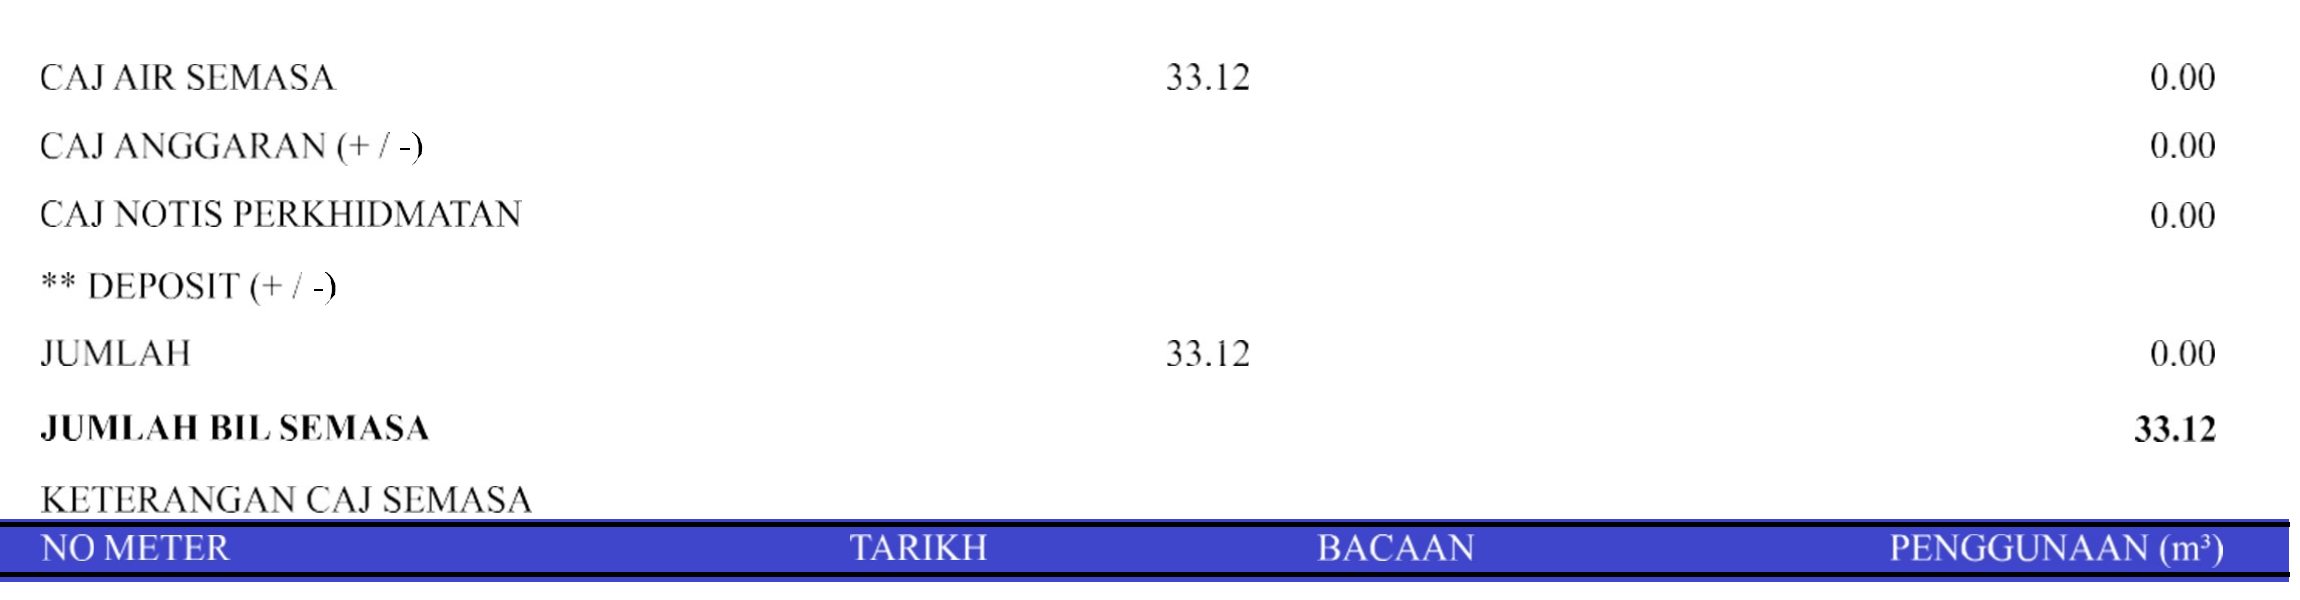 CAJ AIR SEMASA 33.12 0.00
CAJ ANGGARAN (+ / -) 0.00
CAJ NOTIS PERKHIDMATAN 0.00
** DEPOSIT (+ / -)
JUMLAH 33.12 0.00
JUMLAH BIL SEMASA 33.12
KETERANGAN CAJ SEMASA
NO METER TARIKH BACAAN PENGGUNAAN (m³)